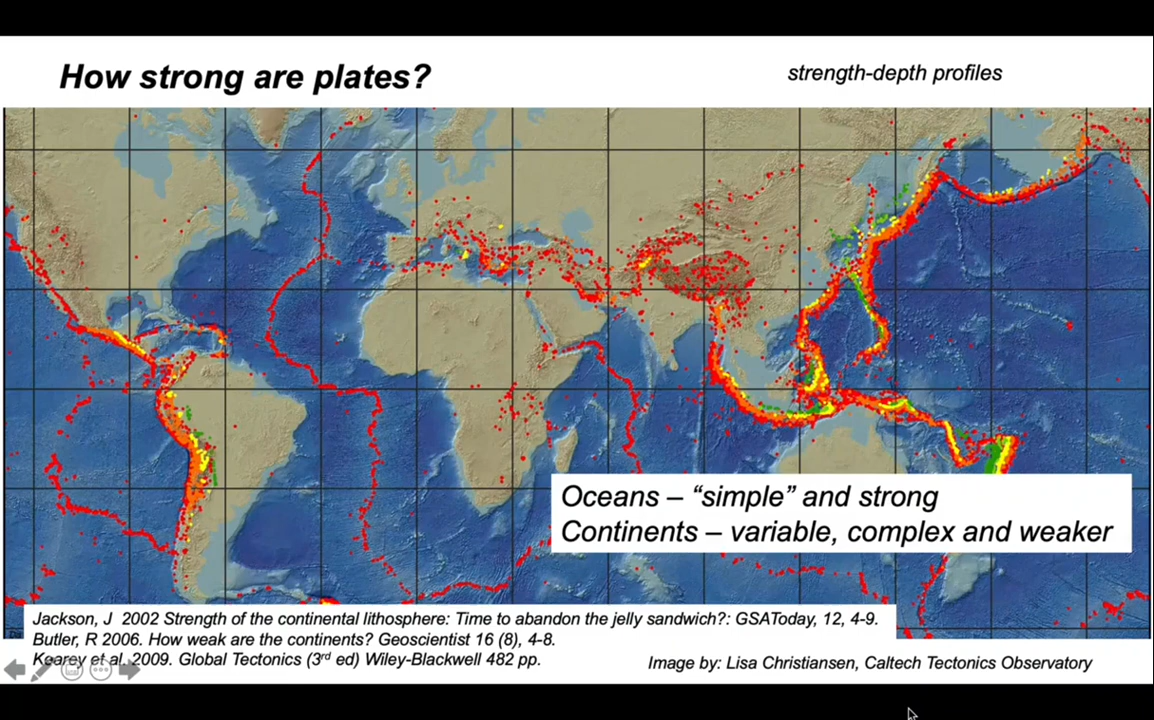 How strong are plates?
strength-depth profiles
Oceans – “simple” and strong
Continents – variable, complex and weaker
Jackson, J 2002 Strength of the continental lithosphere: Time to abandon the jelly sandwich?: GSAToday, 12, 4-9.
Butler, R 2006. How weak are the continents? Geoscientist 16 (8), 4-8.
Kearey et al. 2009. Global Tectonics (3rd ed) Wiley-Blackwell 482 pp.
Image by: Lisa Christiansen, Caltech Tectonics Observatory